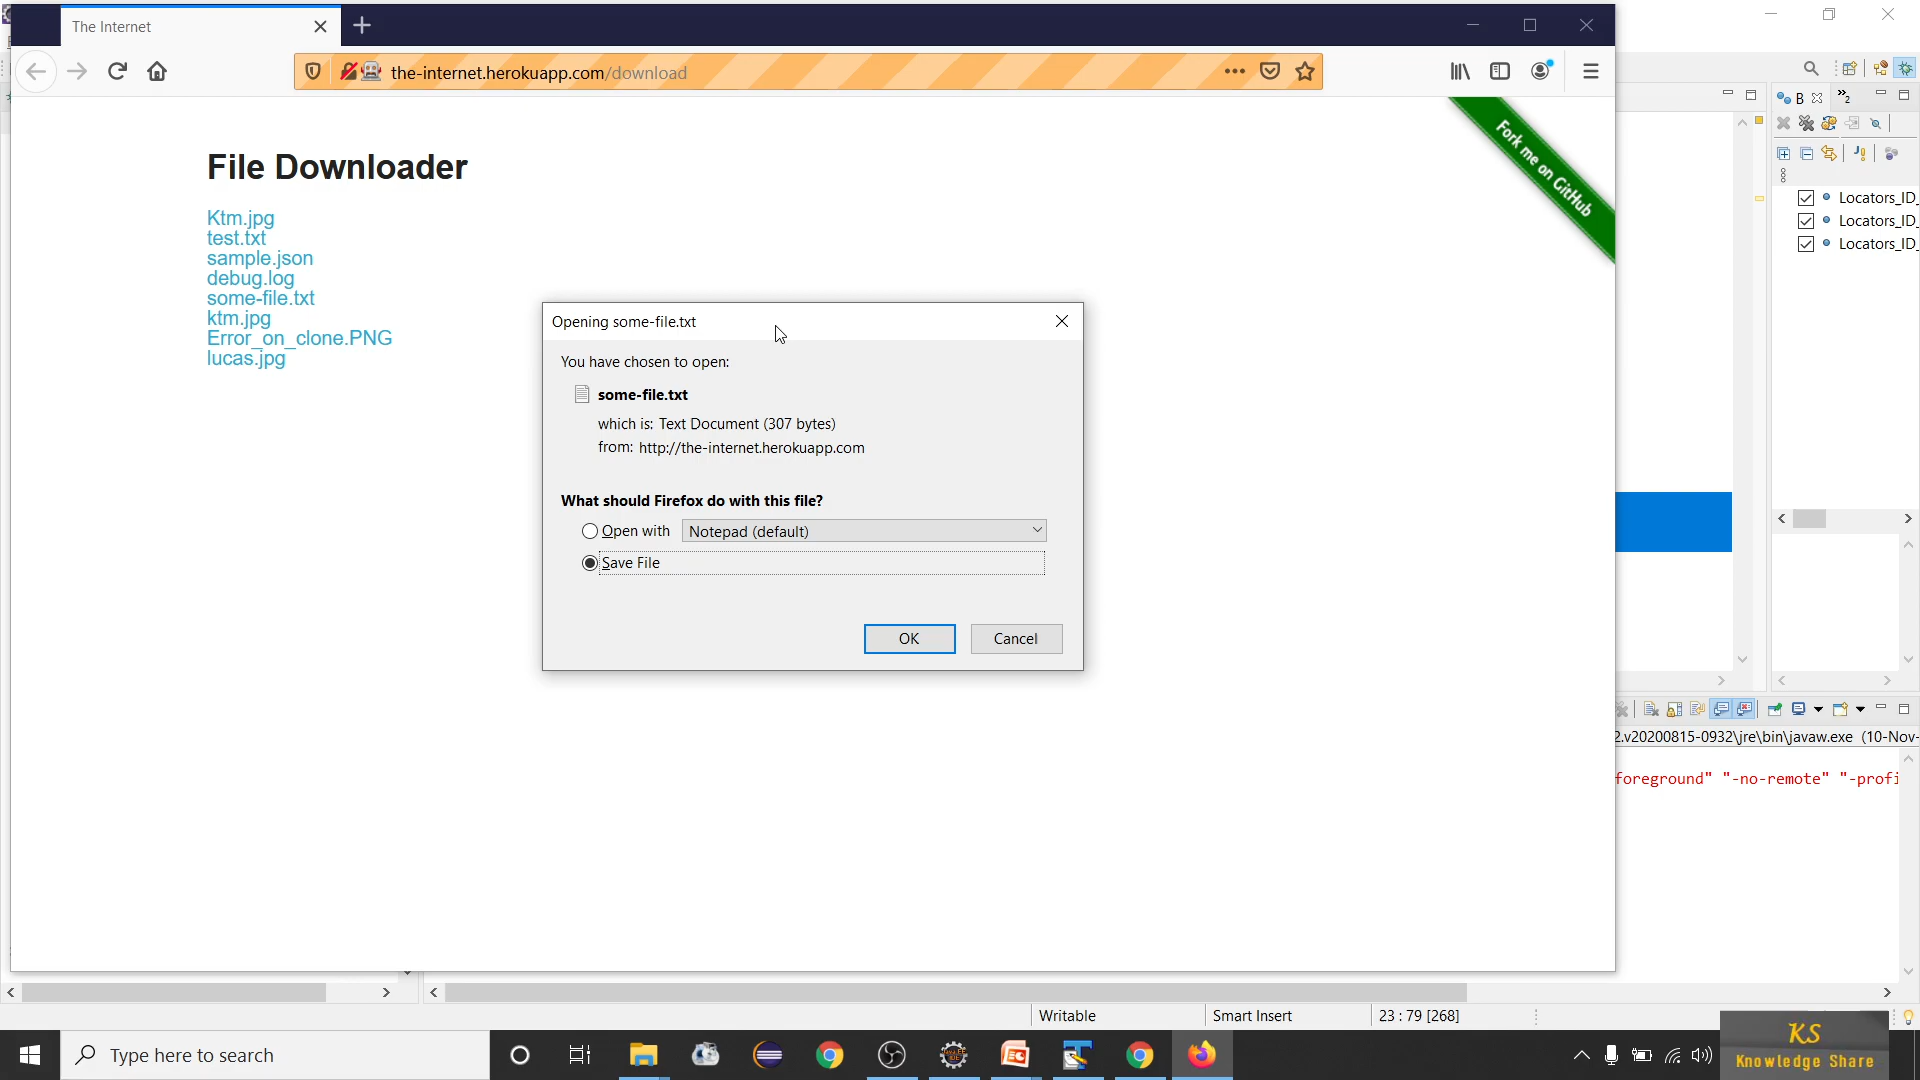 The Internet
the-internet.herokuapp.com/download
Fork me on GitHub
File Downloader
Ktm.jpg
test.txt
sample.json
debug.log
some-file.txt
ktm.jpg
Error_on_clone.PNG
lucas.jpg
Opening some-file.txt
You have chosen to open:
some-file.txt
which is: Text Document (307 bytes)
from: http://the-internet.herokuapp.com
What should Firefox do with this file?
Open with Notepad (default)
Save File
OK Cancel
B
2
Locators_ID_
Locators_ID_
Locators_ID_
2.v20200815-0932\jre\bin\javaw.exe (10-Nov-
foreground" "-no-remote" "-profi
Writable Smart Insert 23 : 79 [268]
Type here to search
KS
Knowledge Share